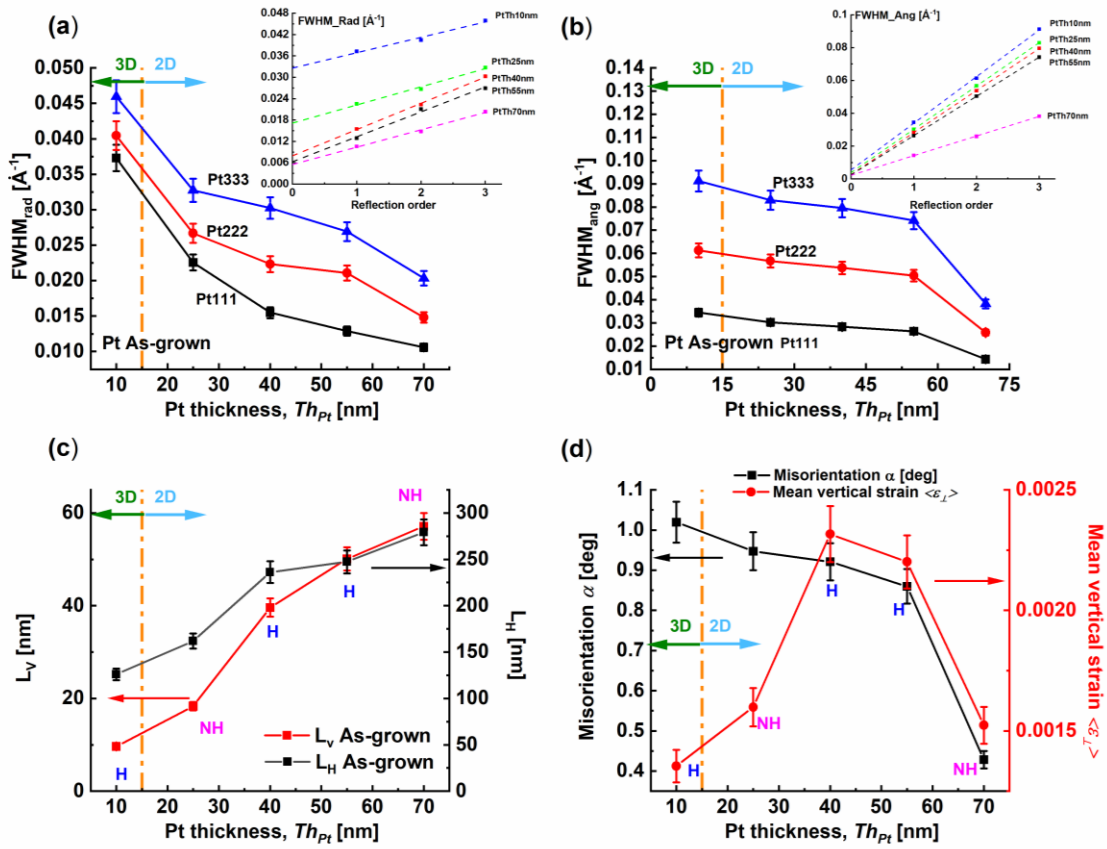 (a)
FWHM_Rad [Å⁻¹]
PtTh10nm
PtTh25nm
PtTh40nm
PtTh55nm
PtTh70nm
0.048
0.042
0.036
0.030
0.024
0.018
0.012
0.006
0.000
0 1 2 3
Reflection order
3D 2D
0.050
0.045
0.040
0.035
0.030
0.025
0.020
0.015
0.010
FWHM_rad [Å⁻¹]
Pt333
Pt222
Pt111
Pt As-grown
10 20 30 40 50 60 70
Pt thickness, Th_Pt [nm]
(b)
FWHM_Ang [Å⁻¹]
PtTh10nm
PtTh25nm
PtTh40nm
PtTh55nm
PtTh70nm
0.10
0.08
0.06
0.04
0.02
0
0 1 2 3
Reflection order
3D 2D
0.14
0.13
0.12
0.11
0.10
0.09
0.08
0.07
0.06
0.05
0.04
0.03
0.02
0.01
FWHM_ang [Å⁻¹]
Pt333
Pt222
Pt As-grown Pt111
0 15 30 45 60 75
Pt thickness, Th_Pt [nm]
(c)
3D 2D
NH
60
40
20
0
L_V [nm]
300
250
200
150
100
50
0
L_H [nm]
H
H
NH
H
L_V As-grown
L_H As-grown
10 20 30 40 50 60 70
Pt thickness, Th_Pt [nm]
(d)
Misorientation α [deg]
Mean vertical strain <ε_⊥>
1.1
1.0
0.9
0.8
0.7
0.6
0.5
0.4
Misorientation α [deg]
0.0025
0.0020
0.0015
Mean vertical strain <ε_⊥>
3D 2D
H
H
NH
H
NH
10 20 30 40 50 60 70
Pt thickness, Th_Pt [nm]